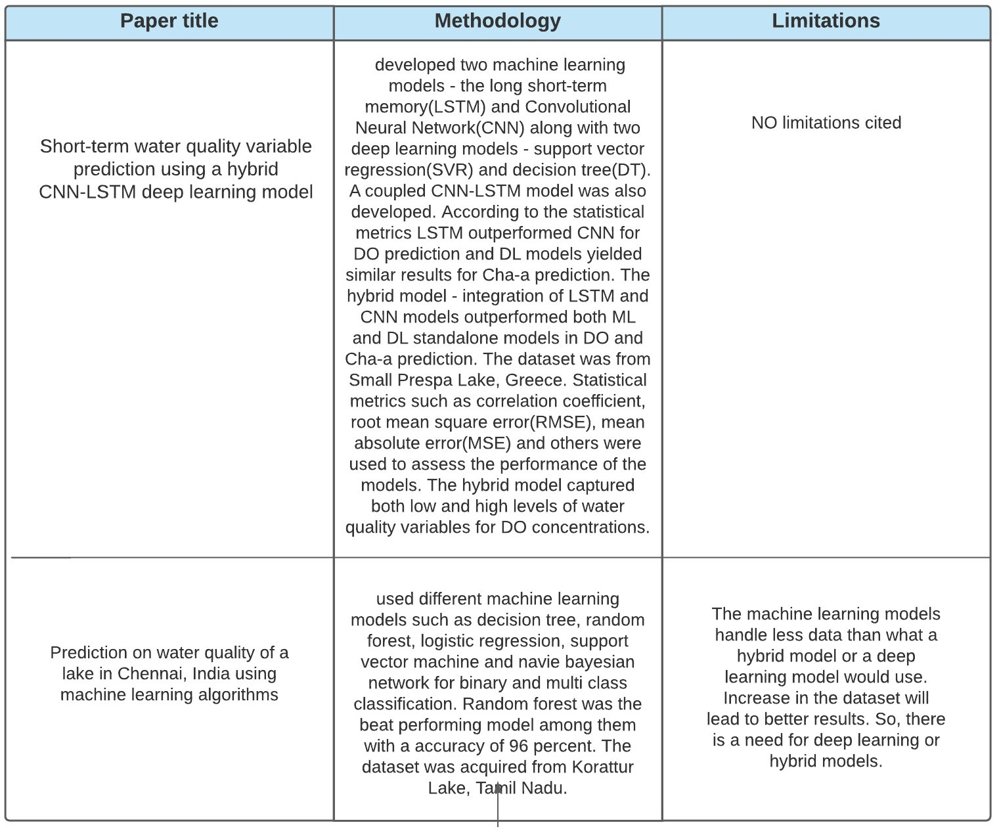 Paper title
Methodology
Limitations
Short-term water quality variable
prediction using a hybrid
CNN-LSTM deep learning model
developed two machine learning
models - the long short-term
memory(LSTM) and Convolutional
Neural Network(CNN) along with two
deep learning models - support vector
regression(SVR) and decision tree(DT).
A coupled CNN-LSTM model was also
developed. According to the statistical
metrics LSTM outperformed CNN for
DO prediction and DL models yielded
similar results for Cha-a prediction. The
hybrid model - integration of LSTM and
CNN models outperformed both ML
and DL standalone models in DO and
Cha-a prediction. The dataset was from
Small Prespa Lake, Greece. Statistical
metrics such as correlation coefficient,
root mean square error(RMSE), mean
absolute error(MSE) and others were
used to assess the performance of the
models. The hybrid model captured
both low and high levels of water
quality variables for DO concentrations.
NO limitations cited
Prediction on water quality of a
lake in Chennai, India using
machine learning algorithms
used different machine learning
models such as decision tree, random
forest, logistic regression, support
vector machine and navie bayesian
network for binary and multi class
classification. Random forest was the
beat performing model among them
with a accuracy of 96 percent. The
dataset was acquired from Korattur
Lake, Tamil Nadu.
The machine learning models
handle less data than what a
hybrid model or a deep
learning model would use.
Increase in the dataset will
lead to better results. So, there
is a need for deep learning or
hybrid models.